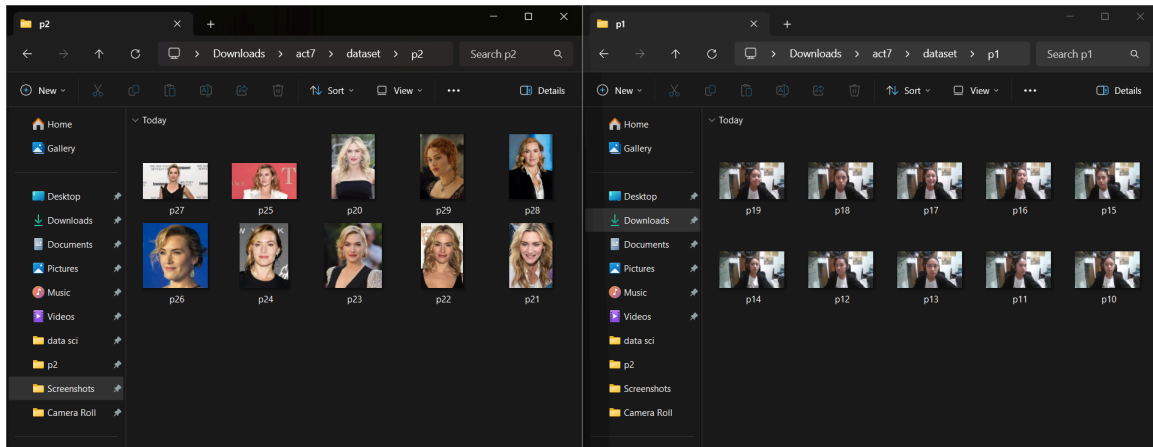 p2
Downloads > act7 > dataset > p2
Search p2
New
Sort
View
Details
Home
Gallery
Desktop
Downloads
Documents
Pictures
Music
Videos
data sci
p2
Screenshots
Camera Roll
Today
p27 p25 p20 p29 p28
p26 p24 p23 p22 p21
p1
Downloads > act7 > dataset > p1
Search p1
New
Sort
View
Details
Home
Gallery
Desktop
Downloads
Documents
Pictures
Music
Videos
data sci
p2
Screenshots
Camera Roll
Today
p19 p18 p17 p16 p15
p14 p12 p13 p11 p10